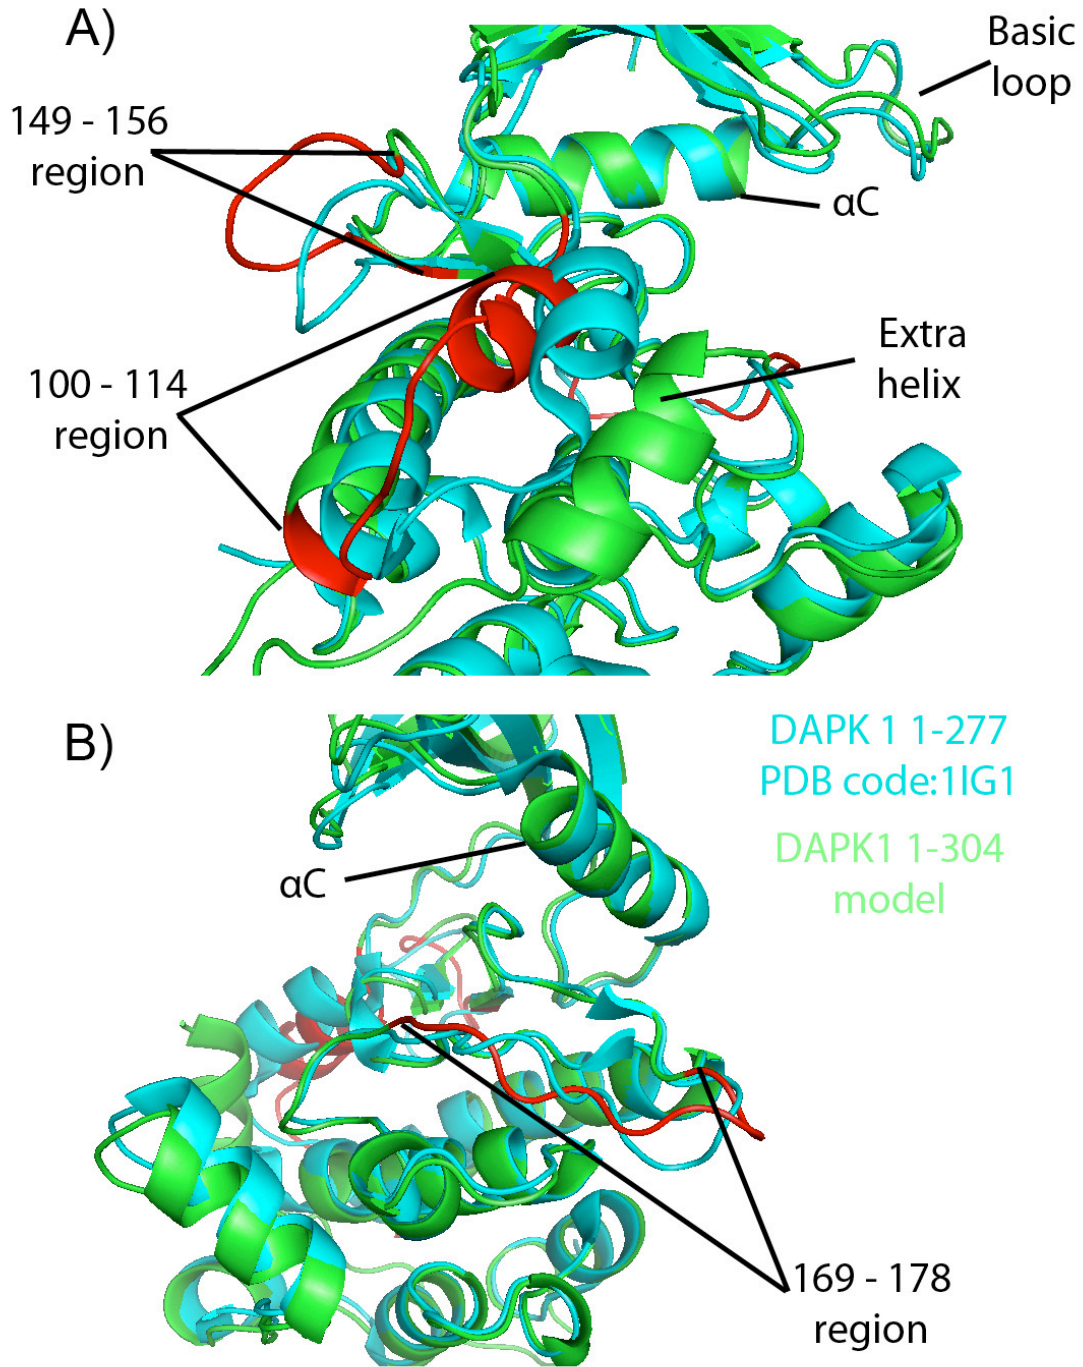 A)
Basic
loop
149 - 156
region
αC
Extra
helix
100 - 114
region
B)
DAPK 1 1-277
PDB code:1IG1
DAPK1 1-304
model
αC
169 - 178
region